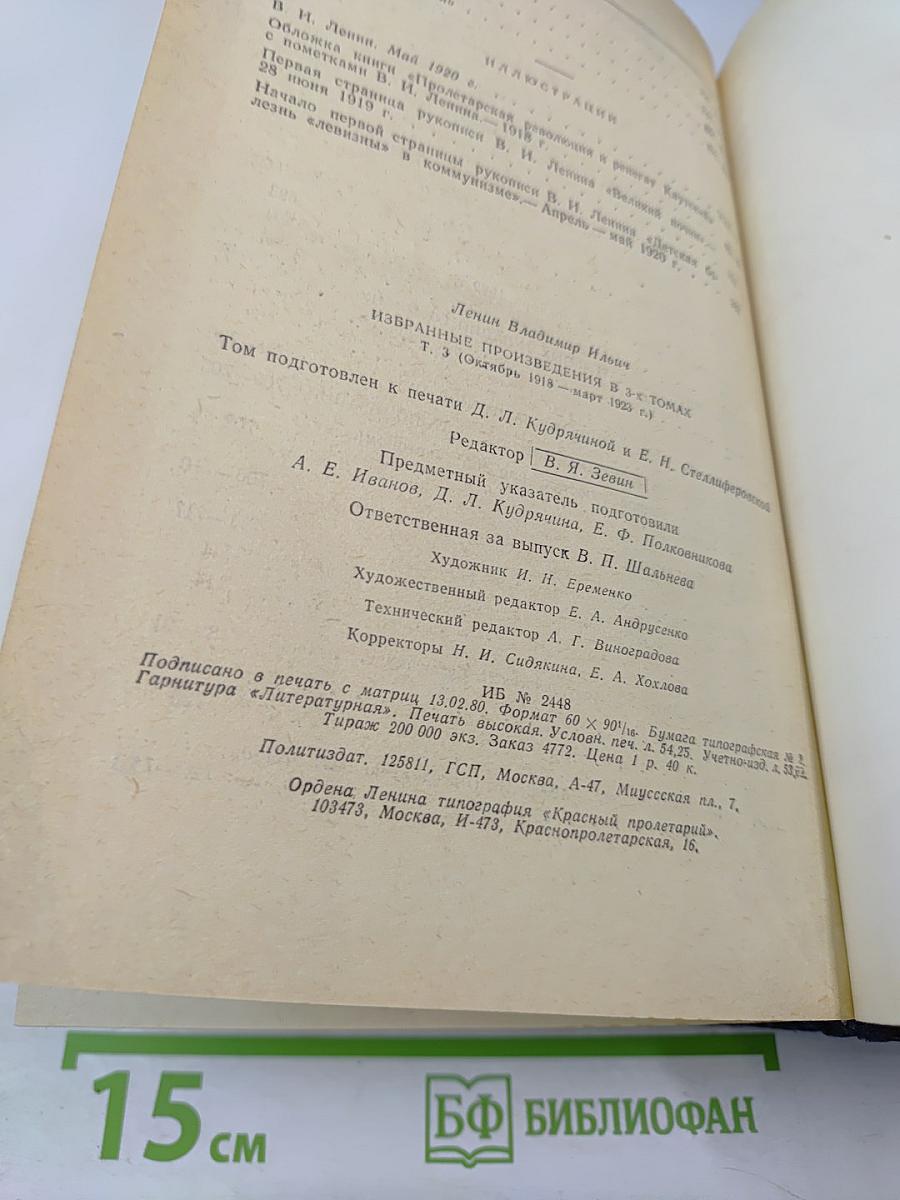 ИЛЛЮСТРАЦИИ
В. И. Ленин. Май 1920 г.
Обложка книги «Пролетарская революция и ренегат Каутский»
с пометками В. И. Ленина.— 1918 г.
Первая страница рукописи В. И. Ленина «Великий почин».—
28 июня 1919 г.
Начало первой страницы рукописи В. И. Ленина «Детская бо-
лезнь «левизны» в коммунизме».— Апрель — май 1920 г.
Ленин Владимир Ильич
ИЗБРАННЫЕ ПРОИЗВЕДЕНИЯ В 3-х ТОМАХ
Т. 3 (Октябрь 1918 — март 1923 г.)
Том подготовлен к печати Д. Л. Кудрячиной и Е. Н. Стеллиферовской
Редактор В. Я. Зевин
Предметный указатель подготовили
А. Е. Иванов, Д. Л. Кудрячина, Е. Ф. Полковникова
Ответственная за выпуск В. П. Шальнева
Художник И. Н. Еременко
Художественный редактор Е. А. Андрусенко
Технический редактор А. Г. Виноградова
Корректоры Н. И. Сидякина, Е. А. Хохлова
ИБ № 2448
Подписано в печать с матриц 13.02.80. Формат 60 × 90 1/16. Бумага типографская № 2.
Гарнитура «Литературная». Печать высокая. Условн. печ. л. 54,25. Учетно-изд. л.
Тираж 200 000 экз. Заказ 4772. Цена 1 р. 40 к.
Политиздат. 125811, ГСП, Москва, А-47, Миуссская пл., 7.
Ордена Ленина типография «Красный пролетарий».
103473, Москва, И-473, Краснопролетарская, 16.
15 см
БФ БИБЛИОФАН